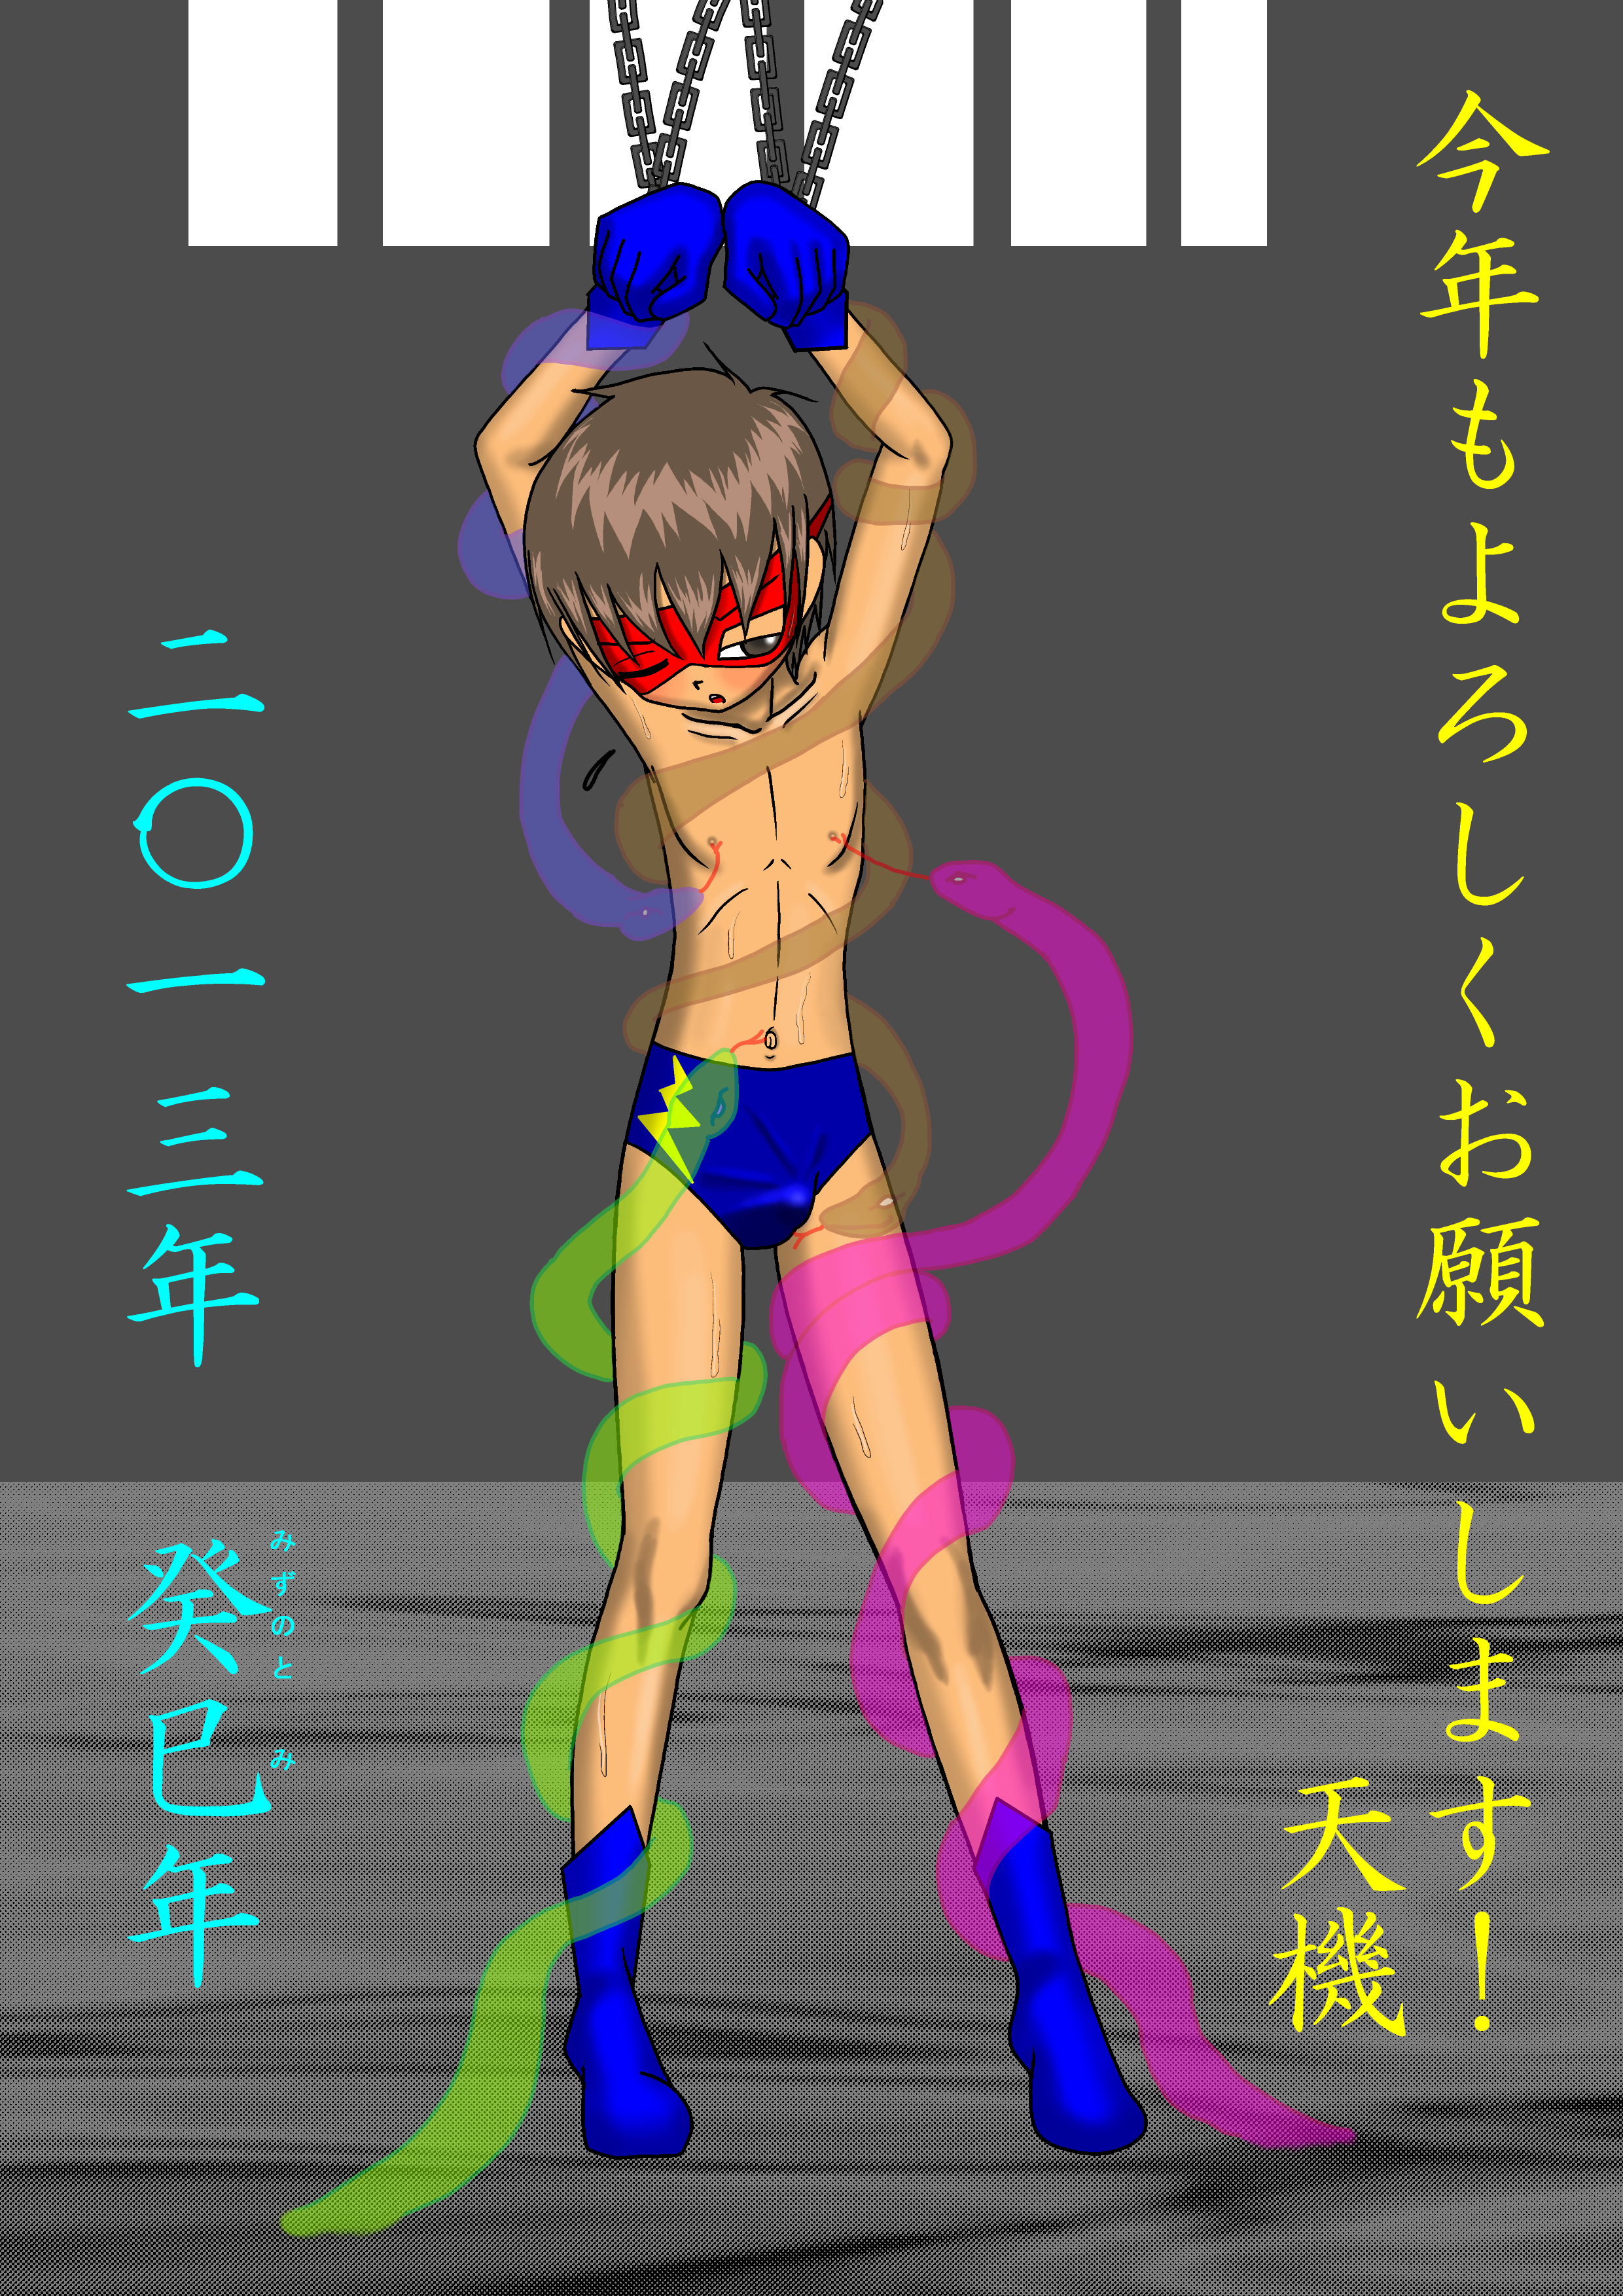 今年もよろしくお願いします！
天機
二〇一三年
癸巳年
みずのと　み